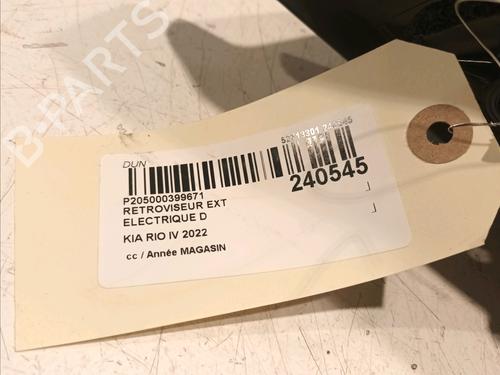 B-PARTS
DUN
P205000399671
240545
RETROVISEUR EXT
ELECTRIQUE D
KIA RIO IV 2022
cc / Année MAGASIN